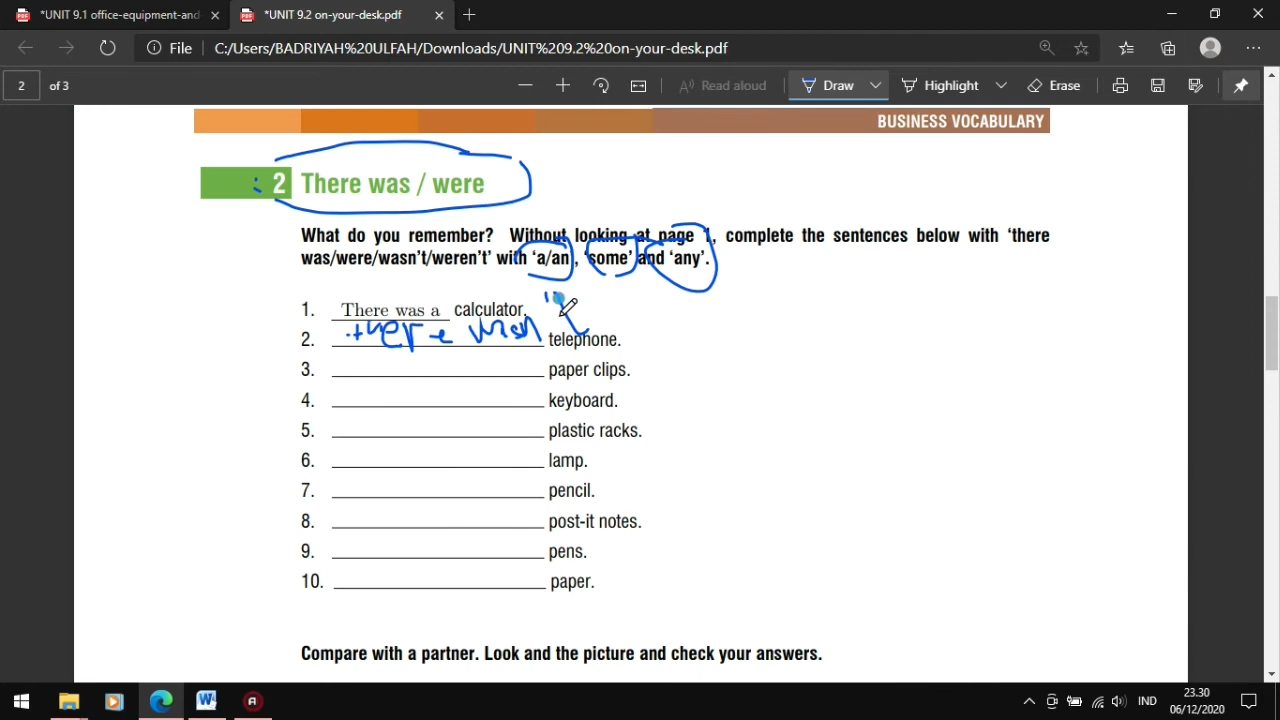 *UNIT 9.1 office-equipment-and
*UNIT 9.2 on-your-desk.pdf
File
C:/Users/BADRIYAH%20ULFAH/Downloads/UNIT%209.2%20on-your-desk.pdf
2 of 3
Read aloud
Draw
Highlight
Erase
BUSINESS VOCABULARY
2 There was / were
What do you remember? Without looking at page 1, complete the sentences below with ‘there
was/were/wasn’t/weren’t’ with ‘a/an’, ‘some’ and ‘any’.
1. There was a calculator.
there wasn't
2. telephone.
3. paper clips.
4. keyboard.
5. plastic racks.
6. lamp.
7. pencil.
8. post-it notes.
9. pens.
10. paper.
Compare with a partner. Look and the picture and check your answers.
IND
23.30
06/12/2020